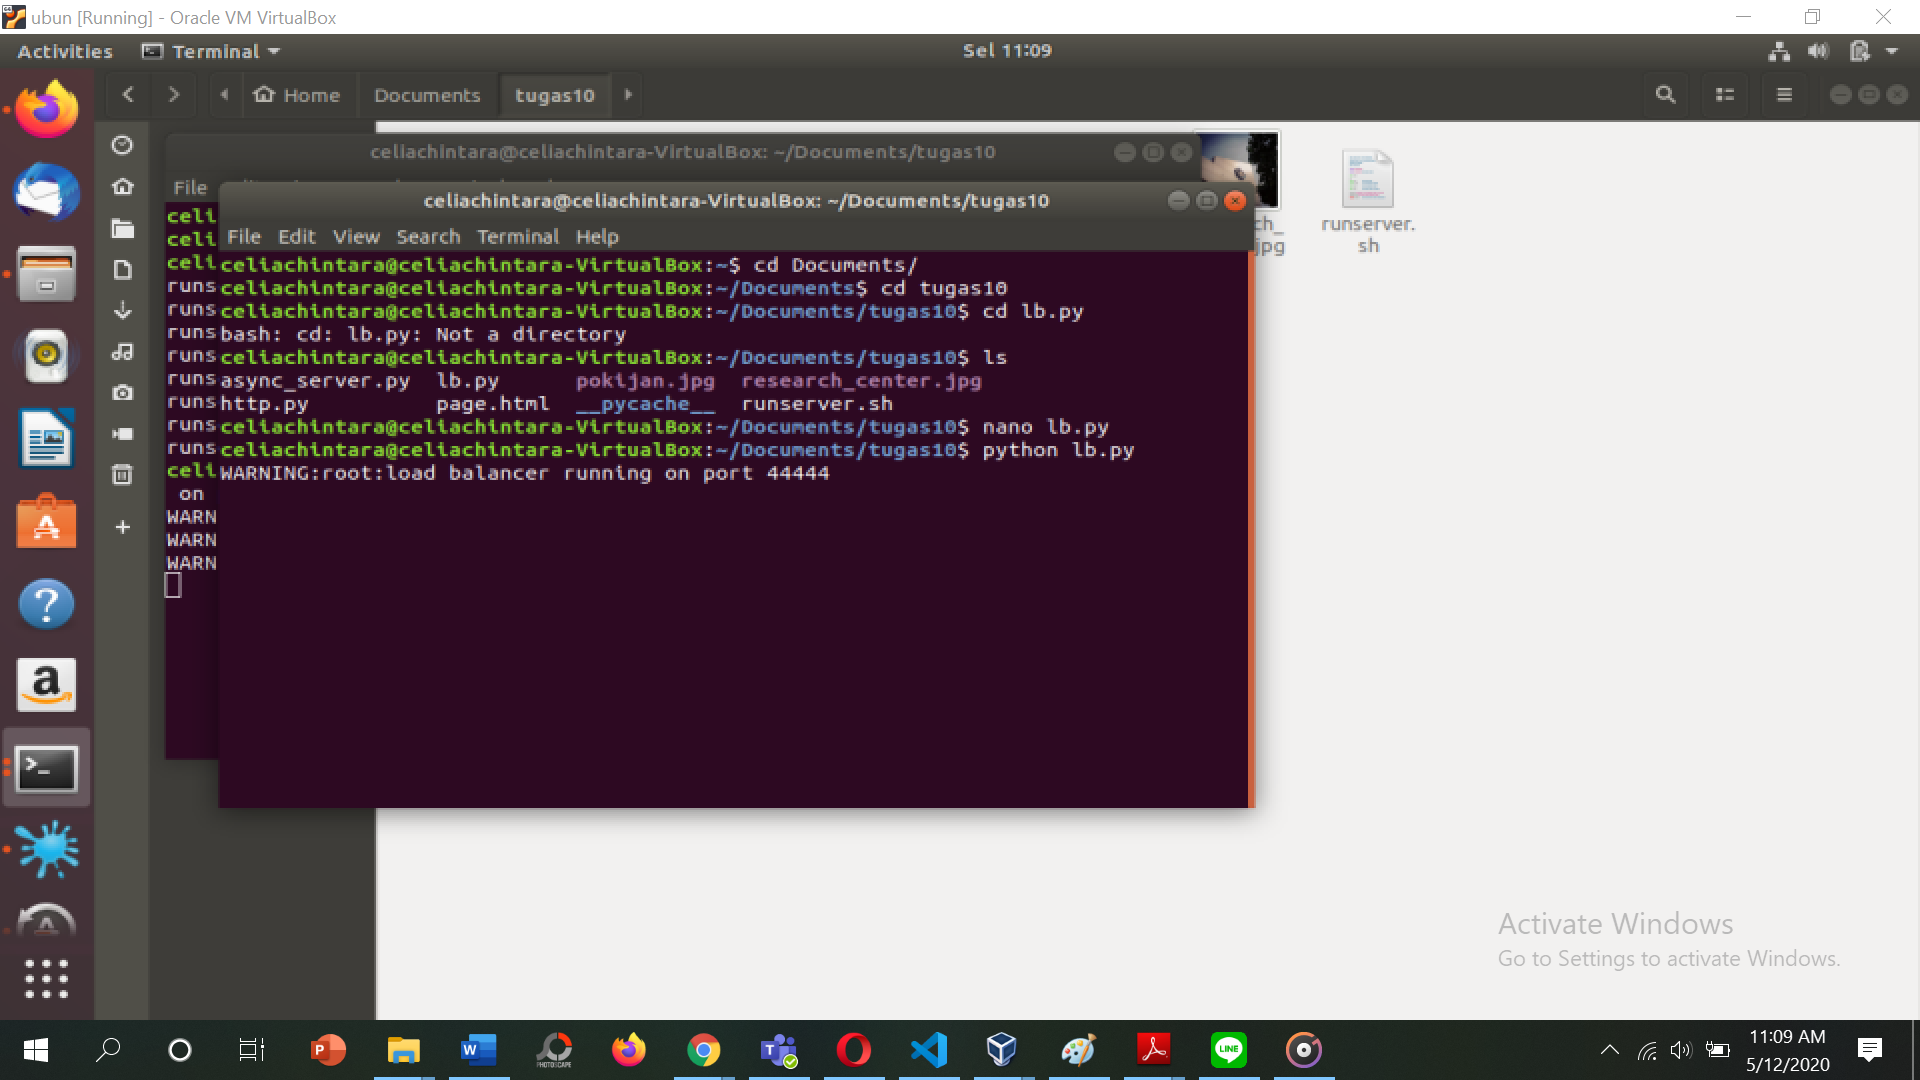 ubun [Running] - Oracle VM VirtualBox
Activities Terminal Sel 11:09
Home Documents tugas10
celiachintara@celiachintara-VirtualBox: ~/Documents/tugas10
File
ch_
jpg
runserver.
sh
celi
celi
celi
runs
runs
runs
runs
runs
runs
runs
runs
celi
on
WARN
WARN
WARN
celiachintara@celiachintara-VirtualBox: ~/Documents/tugas10
File Edit View Search Terminal Help
celiachintara@celiachintara-VirtualBox:~$ cd Documents/
celiachintara@celiachintara-VirtualBox:~/Documents$ cd tugas10
celiachintara@celiachintara-VirtualBox:~/Documents/tugas10$ cd lb.py
bash: cd: lb.py: Not a directory
celiachintara@celiachintara-VirtualBox:~/Documents/tugas10$ ls
async_server.py lb.py pokijan.jpg research_center.jpg
http.py page.html __pycache__ runserver.sh
celiachintara@celiachintara-VirtualBox:~/Documents/tugas10$ nano lb.py
celiachintara@celiachintara-VirtualBox:~/Documents/tugas10$ python lb.py
WARNING:root:load balancer running on port 44444
Activate Windows
Go to Settings to activate Windows.
PHOTOSCAPE
LINE
11:09 AM
5/12/2020